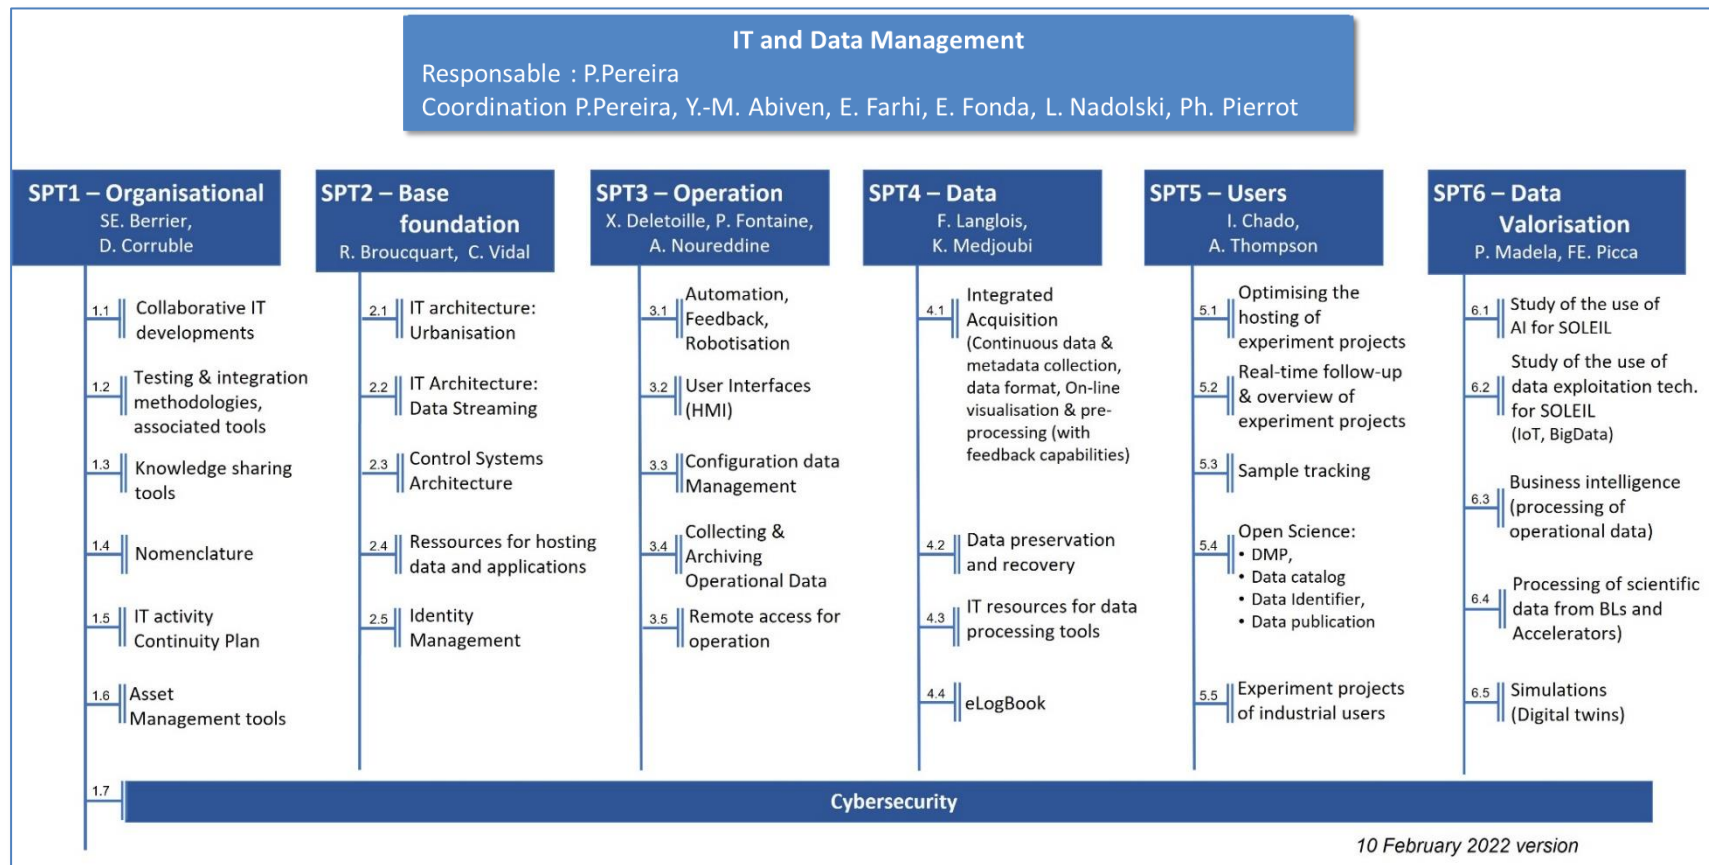 IT and Data Management
Responsable : P.Pereira
Coordination P.Pereira, Y.-M. Abiven, E. Farhi, E. Fonda, L. Nadolski, Ph. Pierrot
SPT1 – Organisational
SE. Berrier,
D. Corruble
1.1
Collaborative IT
developments
1.2
Testing & integration
methodologies,
associated tools
1.3
Knowledge sharing
tools
1.4
Nomenclature
1.5
IT activity
Continuity Plan
1.6
Asset
Management tools
1.7
Cybersecurity
SPT2 – Base
foundation
R. Broucquart, C. Vidal
2.1
IT architecture:
Urbanisation
2.2
IT Architecture:
Data Streaming
2.3
Control Systems
Architecture
2.4
Ressources for hosting
data and applications
2.5
Identity
Management
SPT3 – Operation
X. Deletoille, P. Fontaine,
A. Noureddine
3.1
Automation,
Feedback,
Robotisation
3.2
User Interfaces
(HMI)
3.3
Configuration data
Management
3.4
Collecting &
Archiving
Operational Data
3.5
Remote access for
operation
SPT4 – Data
F. Langlois,
K. Medjoubi
4.1
Integrated
Acquisition
(Continuous data &
metadata collection,
data format, On-line
visualisation & pre-
processing (with
feedback capabilities)
4.2
Data preservation
and recovery
4.3
IT resources for data
processing tools
4.4
eLogBook
SPT5 – Users
I. Chado,
A. Thompson
5.1
Optimising the
hosting of
experiment projects
5.2
Real-time follow-up
& overview of
experiment projects
5.3
Sample tracking
5.4
Open Science:
• DMP,
• Data catalog
• Data Identifier,
• Data publication
5.5
Experiment projects
of industrial users
SPT6 – Data
Valorisation
P. Madela, FE. Picca
6.1
Study of the use of
AI for SOLEIL
6.2
Study of the use of
data exploitation tech.
for SOLEIL
(IoT, BigData)
6.3
Business intelligence
(processing of
operational data)
6.4
Processing of scientific
data from BLs and
Accelerators)
6.5
Simulations
(Digital twins)
10 February 2022 version